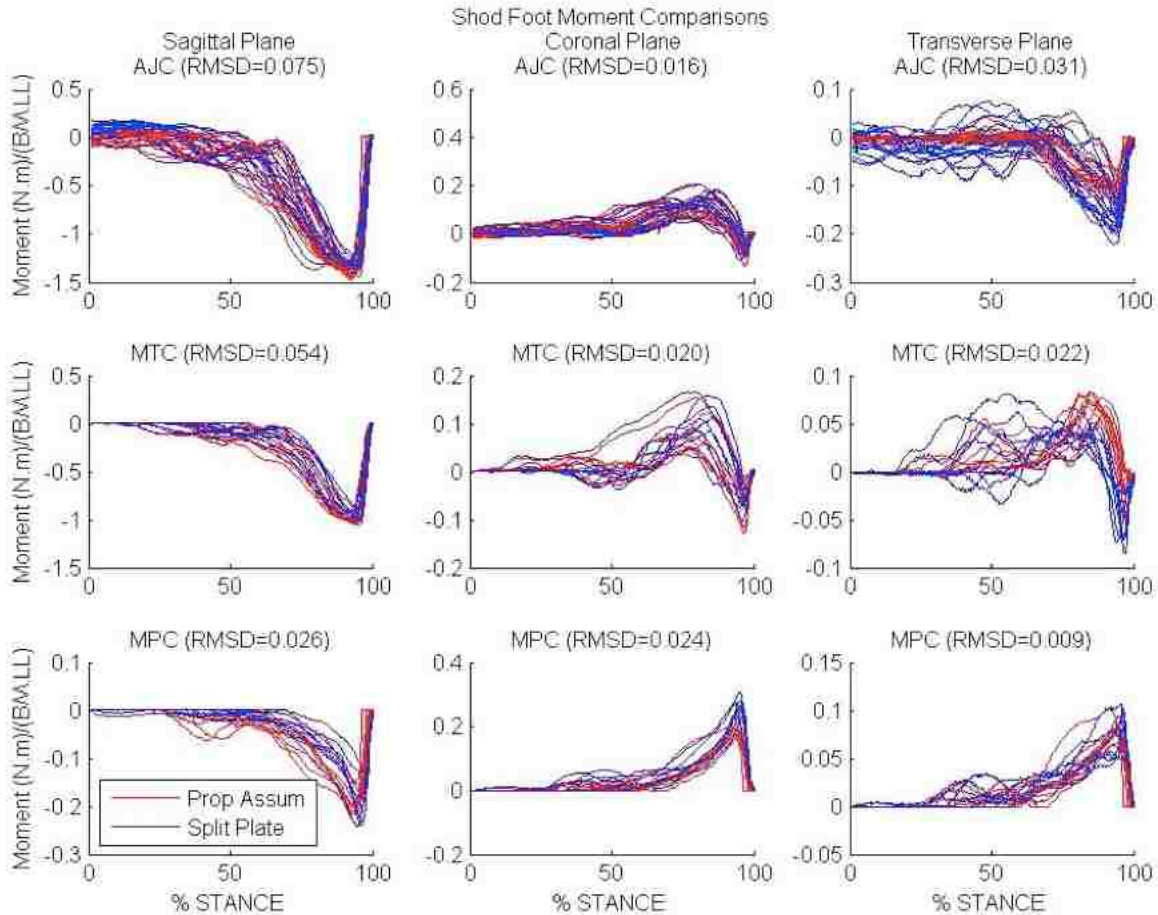 Shod Foot Moment Comparisons
Sagittal Plane
AJC (RMSD=0.075)
Coronal Plane
AJC (RMSD=0.016)
Transverse Plane
AJC (RMSD=0.031)
Moment (N.m)/(BM.LL)
0.5
0
-0.5
-1
-1.5
0 50 100
0.6
0.4
0.2
0
-0.2
0 50 100
0.1
0
-0.1
-0.2
-0.3
0 50 100
MTC (RMSD=0.054)
MTC (RMSD=0.020)
MTC (RMSD=0.022)
Moment (N.m)/(BM.LL)
0.5
0
-0.5
-1
-1.5
0 50 100
0.2
0.1
0
-0.1
-0.2
0 50 100
0.1
0.05
0
-0.05
-0.1
0 50 100
MPC (RMSD=0.026)
MPC (RMSD=0.024)
MPC (RMSD=0.009)
Moment (N.m)/(BM.LL)
0.1
0
-0.1
-0.2
-0.3
Prop Assum
Split Plate
0 50 100
% STANCE
0.4
0.2
0
-0.2
0 50 100
% STANCE
0.15
0.1
0.05
0
-0.05
0 50 100
% STANCE